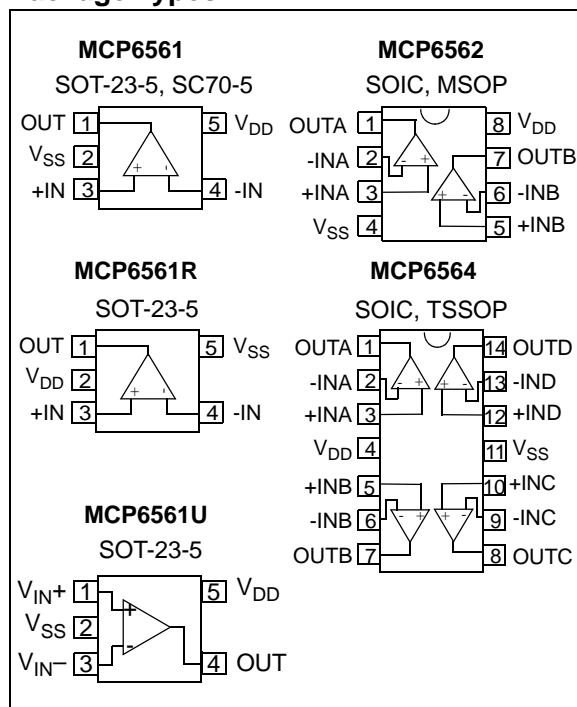 MCP6561
SOT-23-5, SC70-5
OUT 1 5 VDD
VSS 2
+IN 3 4 -IN
+ -
MCP6561R
SOT-23-5
OUT 1 5 VSS
VDD 2
+IN 3 4 -IN
+ -
MCP6561U
SOT-23-5
VIN+ 1 5 VDD
+
VSS 2
-
VIN– 3 4 OUT
MCP6562
SOIC, MSOP
OUTA 1 8 VDD
-INA 2 - + 7 OUTB
+INA 3 + - 6 -INB
VSS 4 5 +INB
MCP6564
SOIC, TSSOP
OUTA 1 14 OUTD
-INA 2 - + + - 13 -IND
+INA 3 12 +IND
VDD 4 11 VSS
+INB 5 10 +INC
-INB 6 - + + - 9 -INC
OUTB 7 8 OUTC